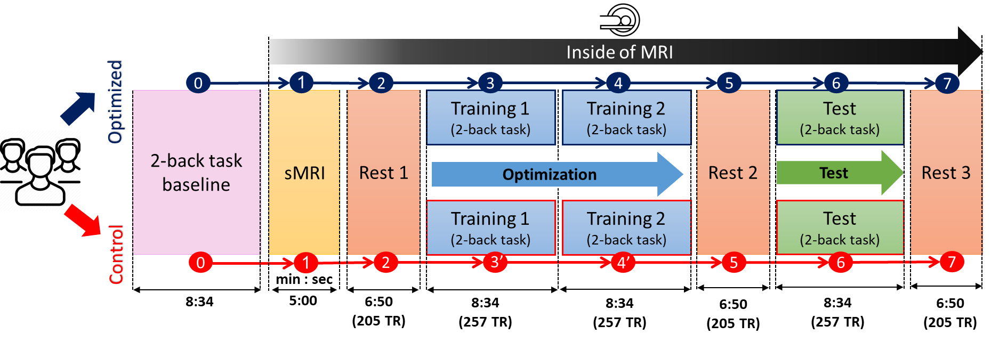 Inside of MRI
Optimized
0 1 2 3 4 5 6 7
2-back task
baseline
sMRI
Rest 1
Training 1
(2-back task)
Training 2
(2-back task)
Optimization
Training 1
(2-back task)
Training 2
(2-back task)
Rest 2
Test
(2-back task)
Test
Test
(2-back task)
Rest 3
Control
0 1 2 3’ 4’ 5 6 7
min : sec
8:34
5:00
6:50
(205 TR)
8:34
(257 TR)
8:34
(257 TR)
6:50
(205 TR)
8:34
(257 TR)
6:50
(205 TR)